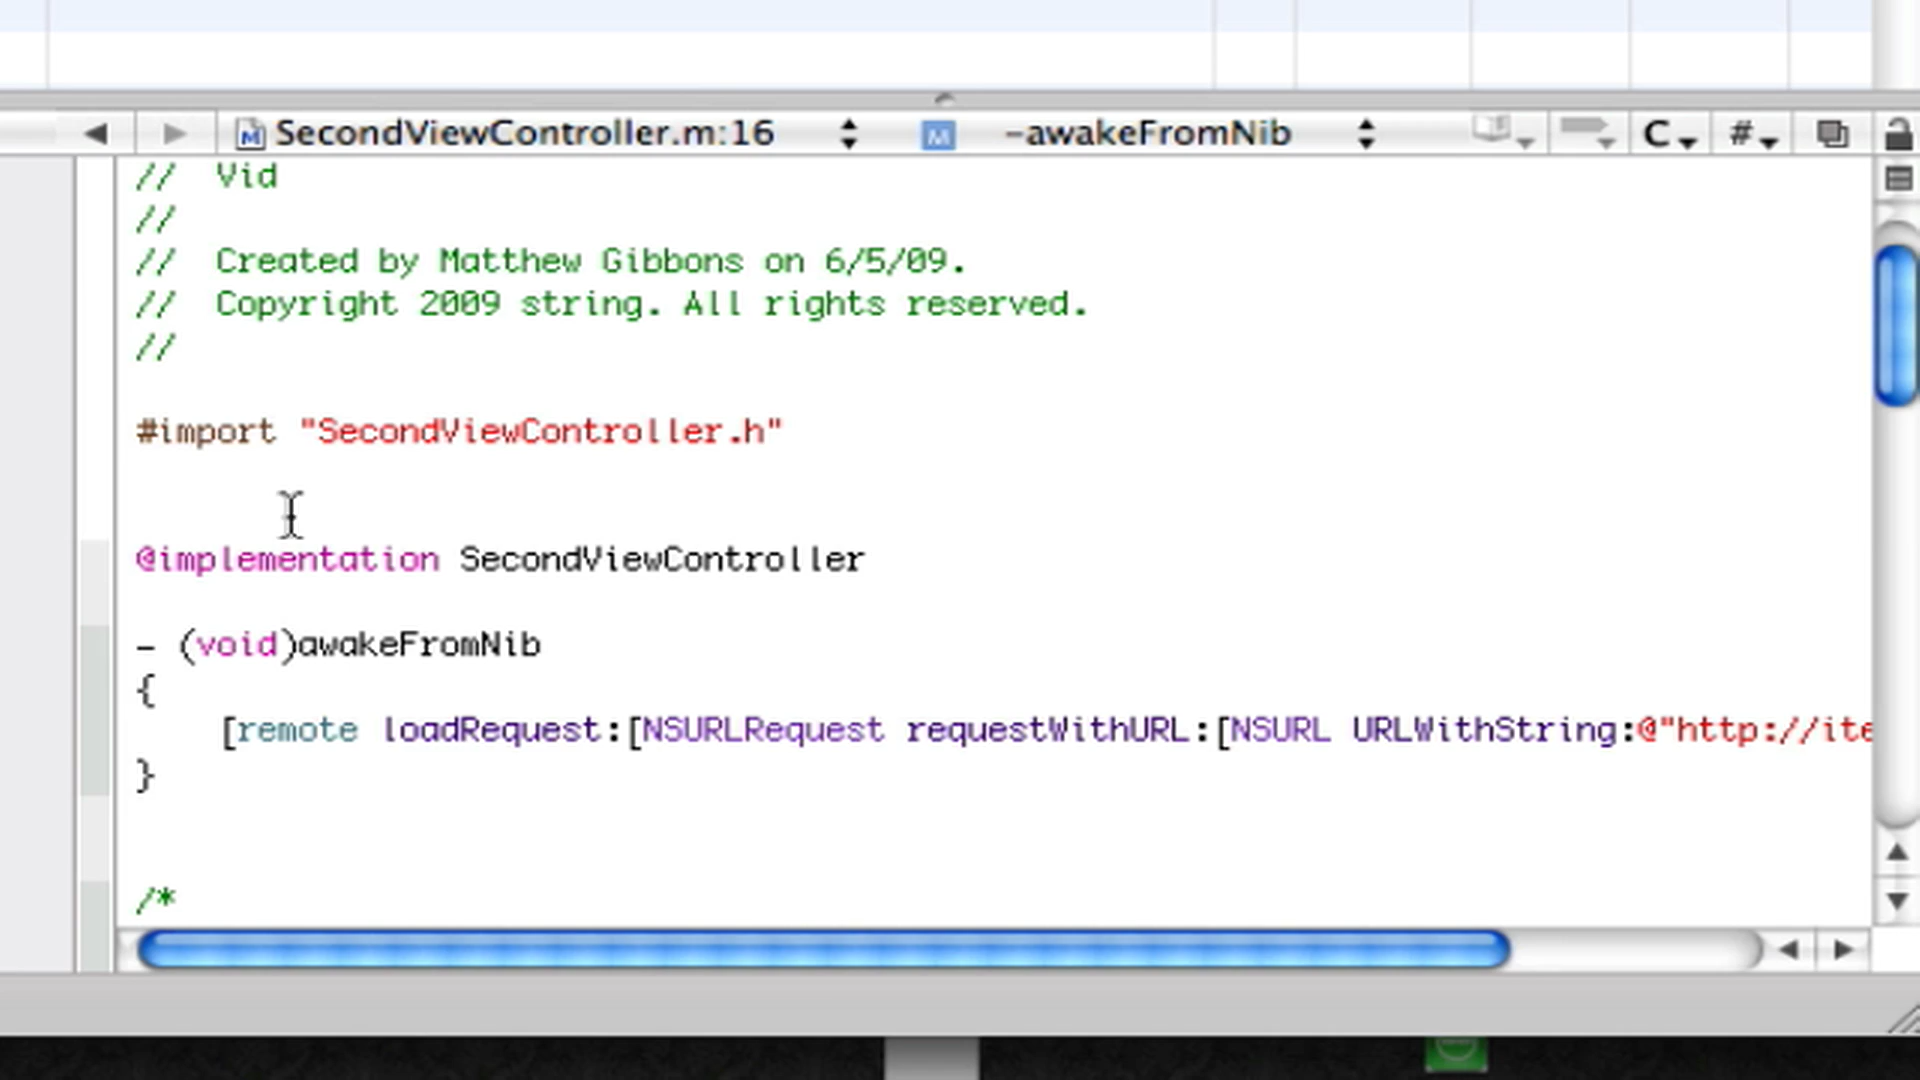 SecondViewController.m:16 -awakeFromNib C #
// Vid
//
// Created by Matthew Gibbons on 6/5/09.
// Copyright 2009 string. All rights reserved.
//
#import "SecondViewController.h"
@implementation SecondViewController
- (void)awakeFromNib
{
[remote loadRequest:[NSURLRequest requestWithURL:[NSURL URLWithString:@"http://ite
}
/*